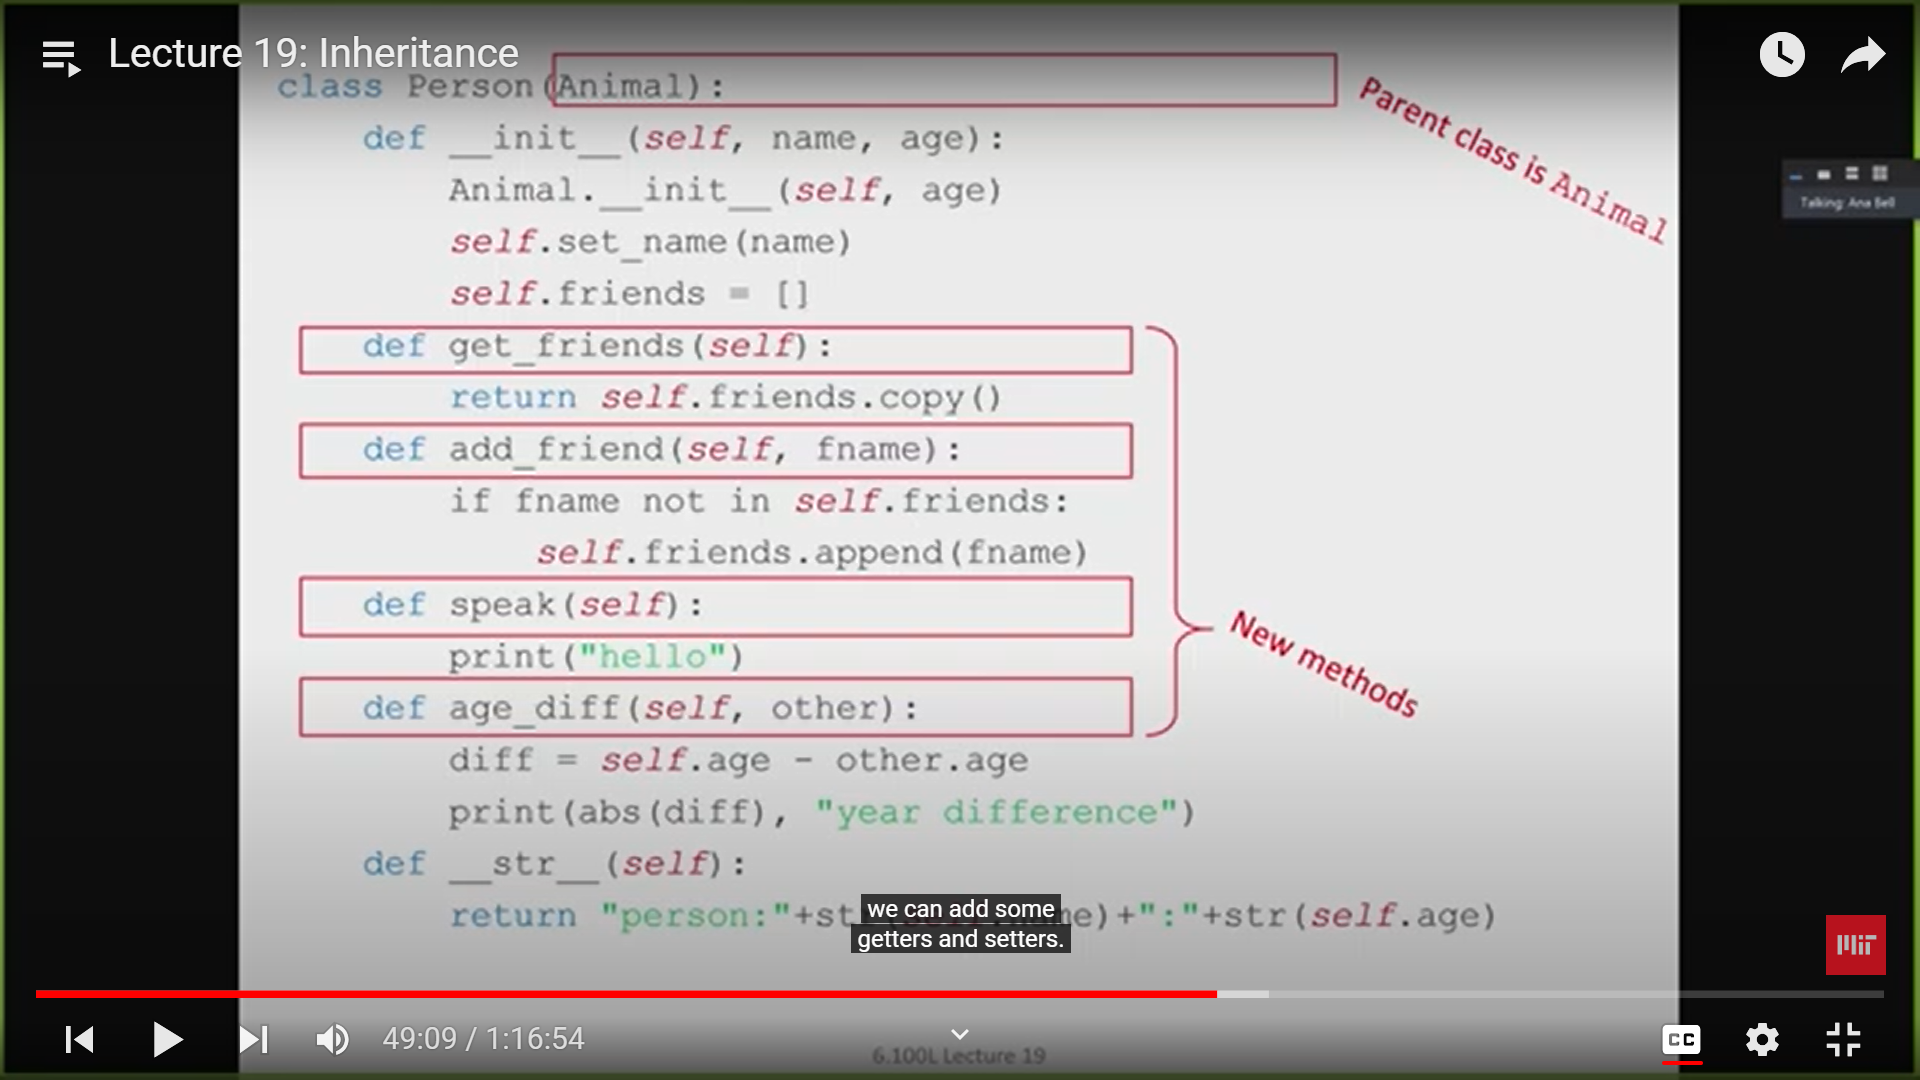 Lecture 19: Inheritance
class Person(Animal):
Parent class is Animal
def __init__(self, name, age):
Animal.__init__(self, age)
Talking: Ana Bell
self.set_name(name)
self.friends = []
def get_friends(self):
return self.friends.copy()
def add_friend(self, fname):
if fname not in self.friends:
self.friends.append(fname)
def speak(self):
New methods
print("hello")
def age_diff(self, other):
diff = self.age - other.age
print(abs(diff), "year difference")
def __str__(self):
return "person:"+str me)+":"+str(self.age)
we can add some
getters and setters.
MIT
49:09 / 1:16:54
CC
6.100L Lecture 19